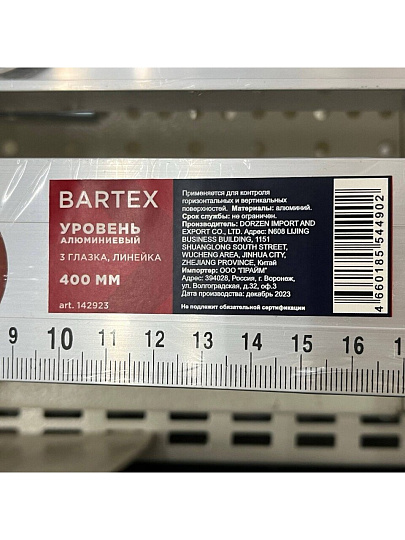 BARTEX
УРОВЕНЬ
АЛЮМИНИЕВЫЙ
3 ГЛАЗКА, ЛИНЕЙКА
400 ММ
art. 142923
Применяется для контроля
горизонтальных и вертикальных
поверхностей. Материалы: алюминий.
Срок службы: не ограничен.
Производитель: DORZEN IMPORT AND
EXPORT CO., LTD. Адрес: N608 LIJING
BUSINESS BUILDING, 1151
SHUANGLONG SOUTH STREET,
WUCHENG AREA, JINHUA CITY,
ZHEJIANG PROVINCE, Китай
Импортер: ООО "ПРАЙМ"
Адрес: 394028, Россия, г. Воронеж,
ул. Волгоградская, д.32, оф.3
Дата производства: декабрь 2023
Не подлежит обязательной сертификации
4 660185 544902
9 10 11 12 13 14 15 16